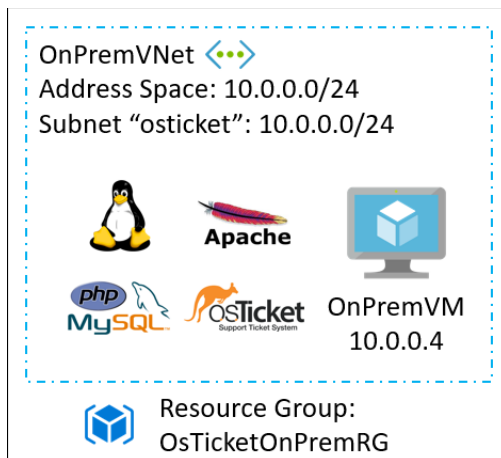 OnPremVNet
Address Space: 10.0.0.0/24
Subnet “osticket”: 10.0.0.0/24
Apache
php
MySQL
osTicket
Support Ticket System
OnPremVM
10.0.0.4
Resource Group:
OsTicketOnPremRG